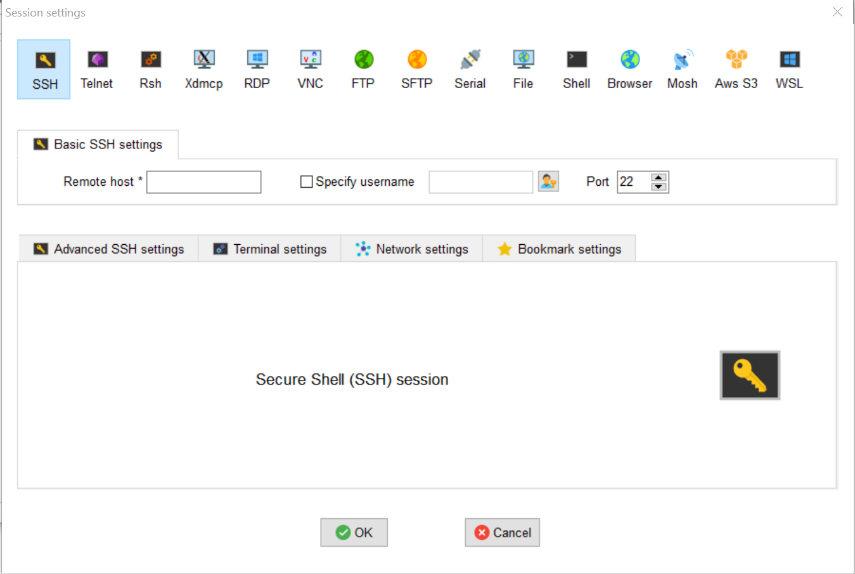 Session settings
SSH Telnet Rsh Xdmcp RDP VNC FTP SFTP Serial File Shell Browser Mosh Aws S3 WSL
Basic SSH settings
Remote host * Specify username Port 22
Advanced SSH settings Terminal settings Network settings Bookmark settings
Secure Shell (SSH) session
OK Cancel